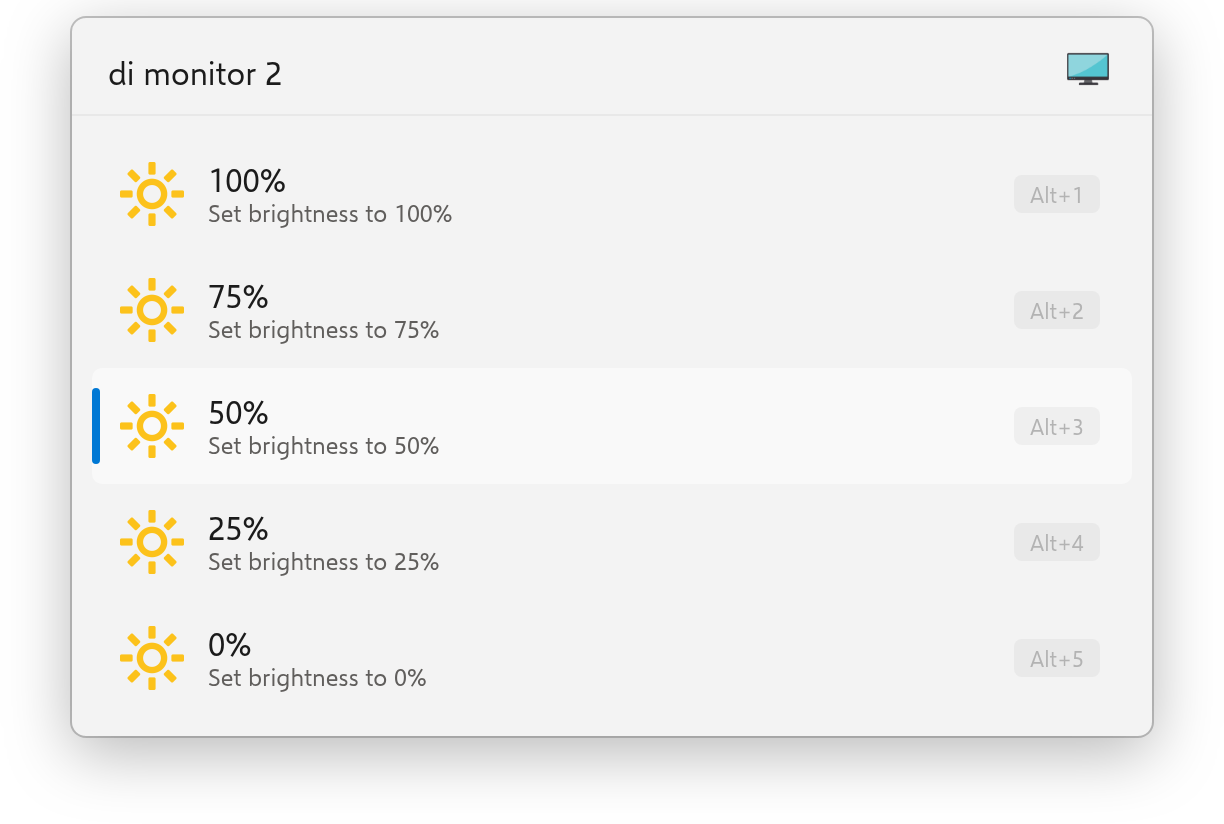 di monitor 2
100%
Set brightness to 100%
Alt+1
75%
Set brightness to 75%
Alt+2
50%
Set brightness to 50%
Alt+3
25%
Set brightness to 25%
Alt+4
0%
Set brightness to 0%
Alt+5